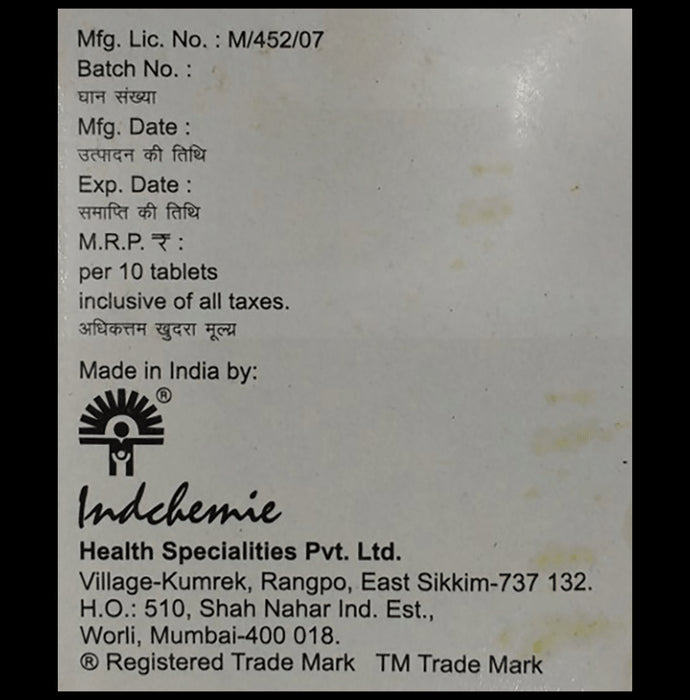 Mfg. Lic. No. : M/452/07
Batch No. :
घान संख्या
Mfg. Date :
उत्पादन की तिथि
Exp. Date :
समाप्ति की तिथि
M.R.P. ₹ :
per 10 tablets
inclusive of all taxes.
अधिकत्तम खुदरा मूल्य
Made in India by:
®
Indchemie
Health Specialities Pvt. Ltd.
Village-Kumrek, Rangpo, East Sikkim-737 132.
H.O.: 510, Shah Nahar Ind. Est.,
Worli, Mumbai-400 018.
® Registered Trade Mark TM Trade Mark